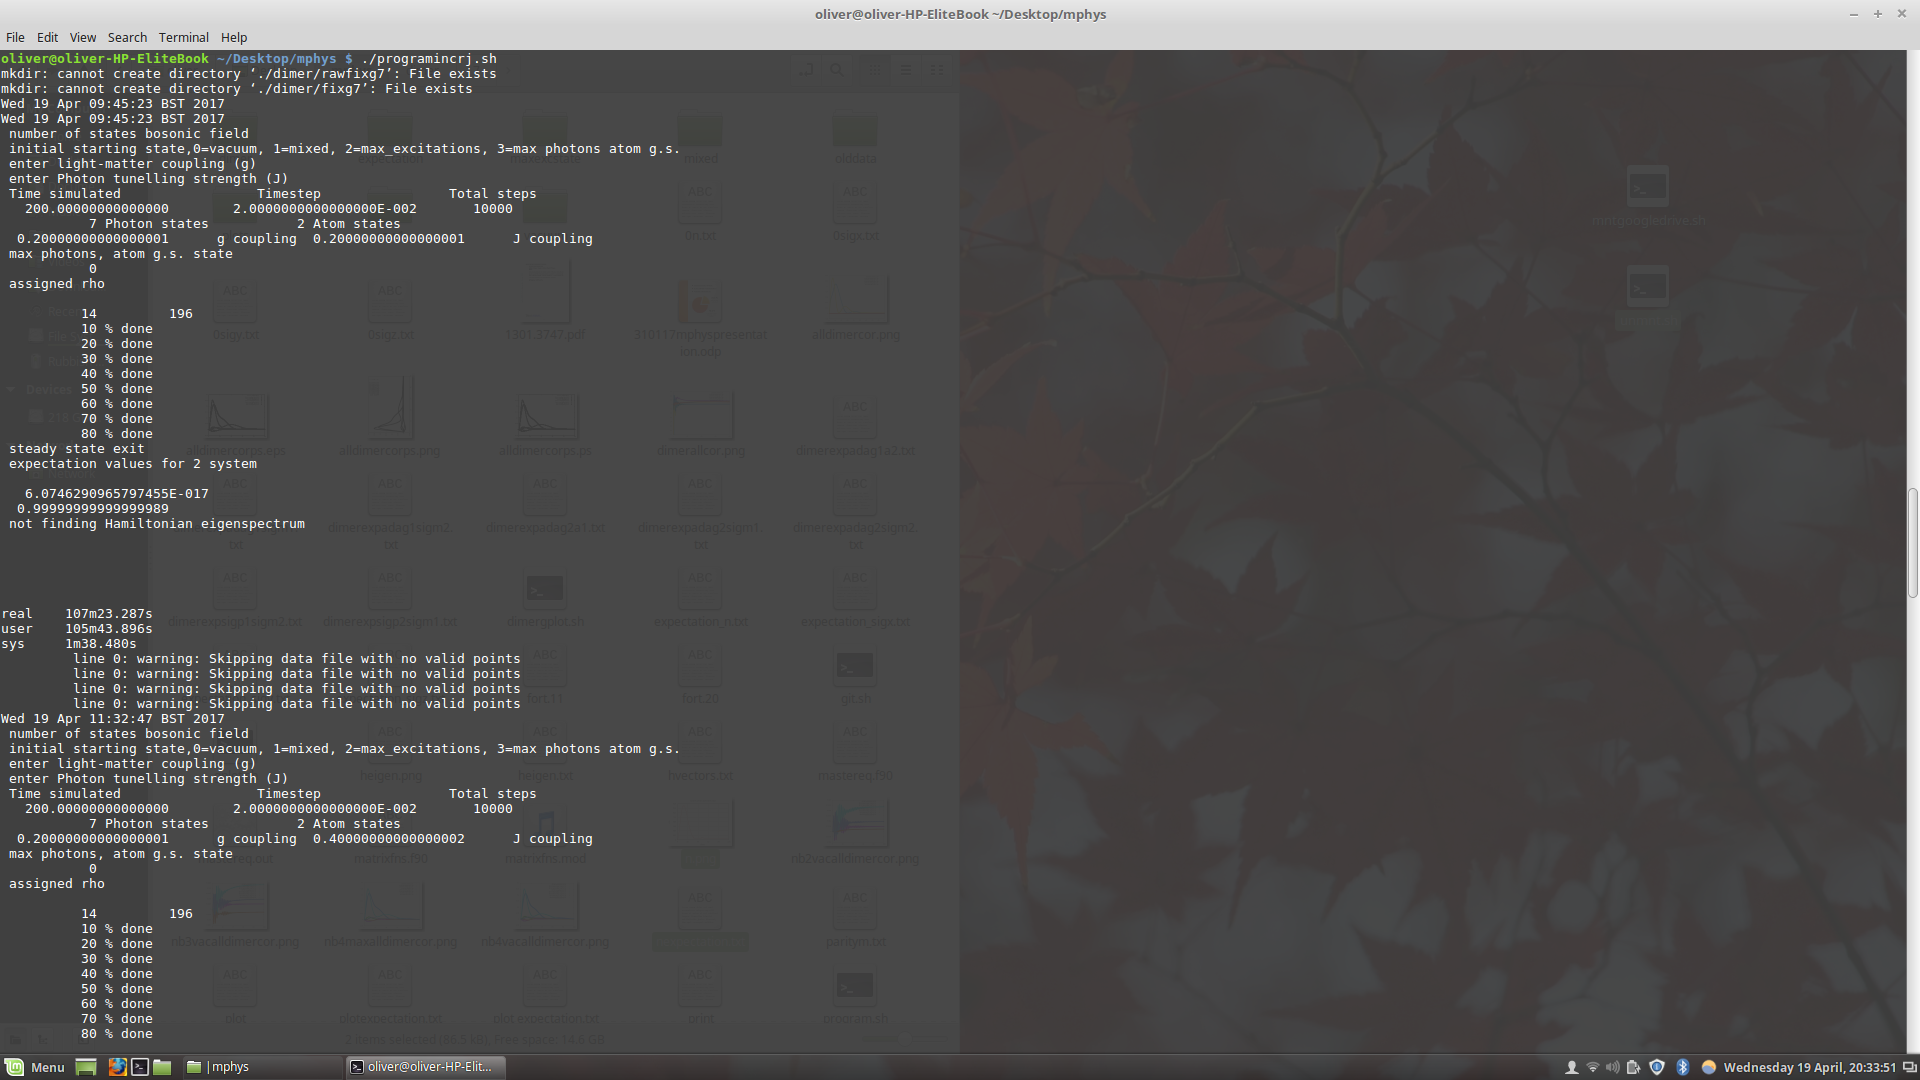 oliver@oliver-HP-EliteBook ~/Desktop/mphys
File Edit View Search Terminal Help
oliver@oliver-HP-EliteBook ~/Desktop/mphys $ ./programincrj.sh
mkdir: cannot create directory ‘./dimer/rawfixg7’: File exists
mkdir: cannot create directory ‘./dimer/fixg7’: File exists
Wed 19 Apr 09:45:23 BST 2017
Wed 19 Apr 09:45:23 BST 2017
number of states bosonic field
initial starting state,0=vacuum, 1=mixed, 2=max_excitations, 3=max photons atom g.s.
enter light-matter coupling (g)
enter Photon tunelling strength (J)
Time simulated Timestep Total steps
200.00000000000000 2.0000000000000000E-002 10000
7 Photon states 2 Atom states
0.20000000000000001 g coupling 0.20000000000000001 J coupling
max photons, atom g.s. state
0
assigned rho
14 196
10 % done
20 % done
30 % done
40 % done
50 % done
60 % done
70 % done
80 % done
steady state exit
expectation values for 2 system
6.0746290965797455E-017
0.99999999999999989
not finding Hamiltonian eigenspectrum
real 107m23.287s
user 105m43.896s
sys 1m38.480s
line 0: warning: Skipping data file with no valid points
line 0: warning: Skipping data file with no valid points
line 0: warning: Skipping data file with no valid points
line 0: warning: Skipping data file with no valid points
Wed 19 Apr 11:32:47 BST 2017
number of states bosonic field
initial starting state,0=vacuum, 1=mixed, 2=max_excitations, 3=max photons atom g.s.
enter light-matter coupling (g)
enter Photon tunelling strength (J)
Time simulated Timestep Total steps
200.00000000000000 2.0000000000000000E-002 10000
7 Photon states 2 Atom states
0.20000000000000001 g coupling 0.40000000000000002 J coupling
max photons, atom g.s. state
0
assigned rho
14 196
10 % done
20 % done
30 % done
40 % done
50 % done
60 % done
70 % done
80 % done
Menu mphys oliver@oliver-HP-Elit... Wednesday 19 April, 20:33:51